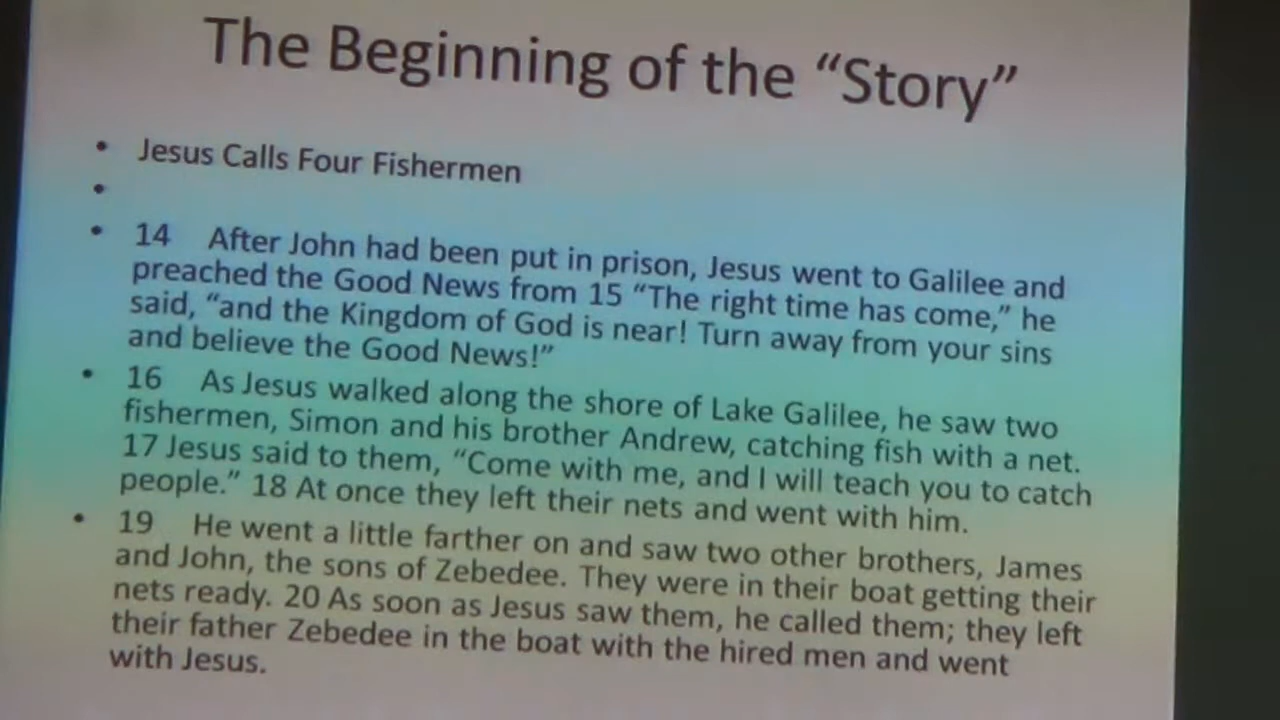 The Beginning of the “Story”
• Jesus Calls Four Fishermen
•
• 14 After John had been put in prison, Jesus went to Galilee and
preached the Good News from 15 “The right time has come,” he
said, “and the Kingdom of God is near! Turn away from your sins
and believe the Good News!”
• 16 As Jesus walked along the shore of Lake Galilee, he saw two
fishermen, Simon and his brother Andrew, catching fish with a net.
17 Jesus said to them, “Come with me, and I will teach you to catch
people.” 18 At once they left their nets and went with him.
• 19 He went a little farther on and saw two other brothers, James
and John, the sons of Zebedee. They were in their boat getting their
nets ready. 20 As soon as Jesus saw them, he called them; they left
their father Zebedee in the boat with the hired men and went
with Jesus.